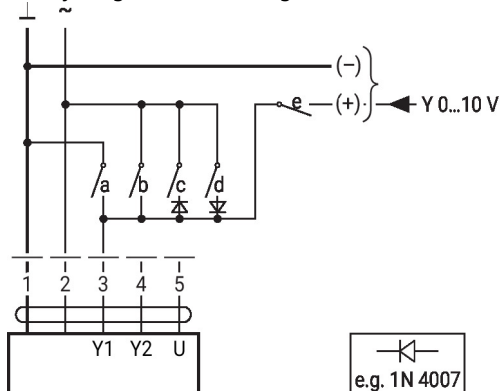 ~
(−)
e (+) Y 0...10 V
a b c d
1 2 3 4 5
Y1 Y2 U
e.g. 1N 4007